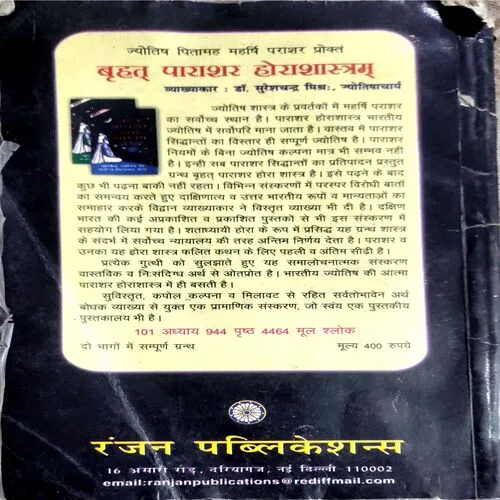 ज्योतिष पितामह महर्षि पराशर प्रोक्तं
बृहत् पाराशर होराशास्त्रम्
व्याख्याकार : डॉ. सुरेशचन्द्र मिश्रः, ज्योतिषाचार्य
ज्योतिष शास्त्र के प्रवर्तकों में महर्षि पराशर
का सर्वोच्च स्थान है। पाराशर होराशास्त्र भारतीय
ज्योतिष में सर्वोपरि माना जाता है। वास्तव में पाराशर
सिद्धान्तों का विस्तार ही सम्पूर्ण ज्योतिष है। पाराशर
नियमों के बिना ज्योतिष कल्पना मात्र भी सम्भव नहीं
है। इन्ही सब पाराशर सिद्धान्तों का प्रतिपादन प्रस्तुत
ग्रन्थ बृहत् पाराशर होरा शास्त्र है। इसे पढ़ने के बाद
कुछ भी पढ़ना बाकी नहीं रहता। विभिन्न संस्करणों में परस्पर विरोधी बातों
का समन्वय करते हुए दाक्षिणात्य व उत्तर भारतीय रूपों व मान्यताओं का
समाहार करके विद्वान व्याख्याकार ने विस्तृत व्याख्या भी दी है। दक्षिण
भारत की कई अप्रकाशित व प्रकाशित पुस्तकों से भी इस संस्करण में
सहयोग लिया गया है। शताध्यायी होरा के रूप में प्रसिद्ध यह ग्रन्थ शास्त्र
के संदर्भ में सर्वोच्च न्यायालय की तरह अन्तिम निर्णय देता है। पराशर व
उनका यह होरा शास्त्र फलित कथन के लिए पहली व अंतिम सीढ़ी है।
प्रत्येक गुत्थी को सुलझाते हुए यह समालोचनात्मक संस्करण
वास्तविक व निःसंदिग्ध अर्थ से ओतप्रोत है। भारतीय ज्योतिष की आत्मा
पाराशर होराशास्त्र में ही बसती है।
सुविस्तृत, कपोल कल्पना व मिलावट से रहित सर्वतोभावेन अर्थ
बोधक व्याख्या से युक्त एक प्रामाणिक संस्करण, जो स्वयं एक पुस्तकीय
पुस्तकालय भी है।
101 अध्याय 944 पृष्ठ 4464 मूल श्लोक
दो भागों में सम्पूर्ण ग्रन्थ मूल्य 400 रुपये
रंजन पब्लिकेशन्स
16 अंसारी रोड, दरियागंज, नई दिल्ली 110002
email:ranjanpublications@rediffmail.com